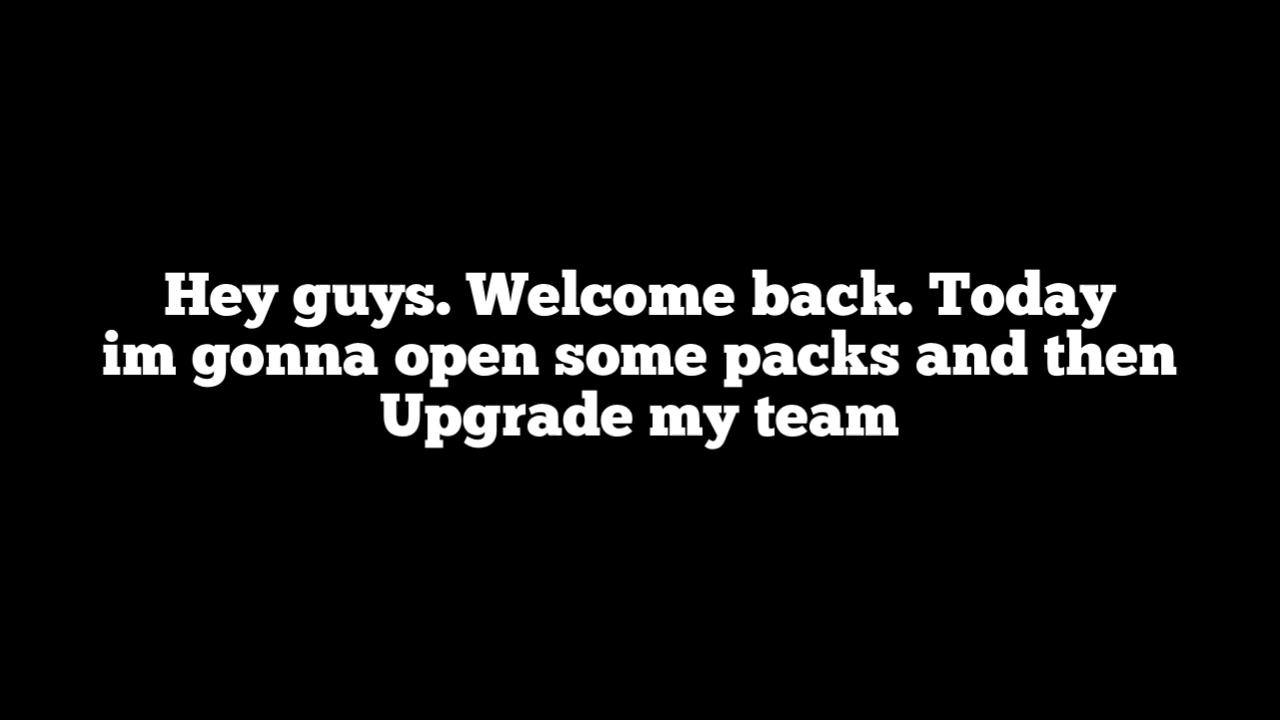 Hey guys. Welcome back. Today
im gonna open some packs and then
Upgrade my team